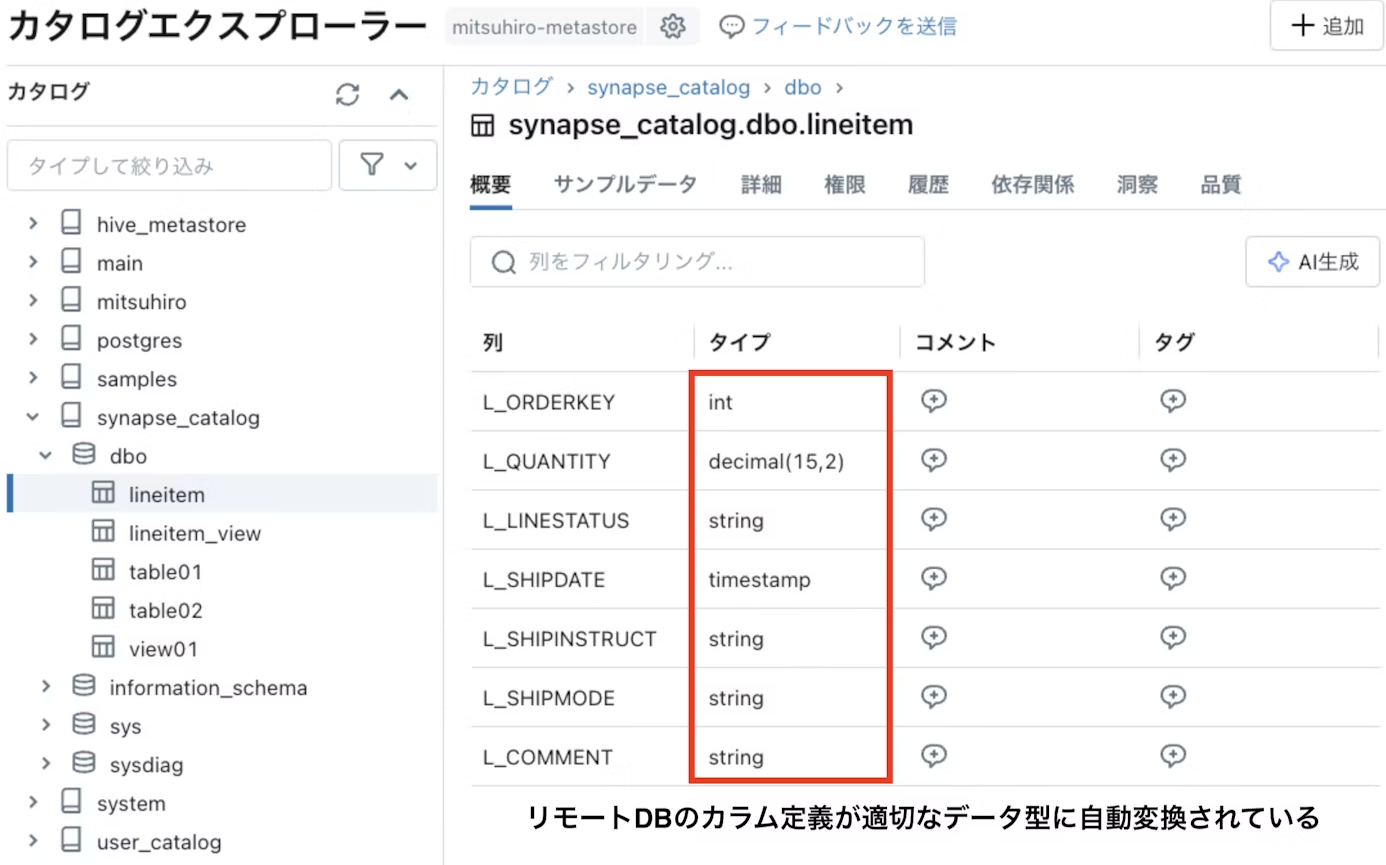 カタログエクスプローラー mitsuhiro-metastore フィードバックを送信 追加
カタログ
タイプして絞り込み
hive_metastore
main
mitsuhiro
postgres
samples
synapse_catalog
dbo
lineitem
lineitem_view
table01
table02
view01
information_schema
sys
sysdiag
system
user_catalog
カタログ > synapse_catalog > dbo >
synapse_catalog.dbo.lineitem
概要 サンプルデータ 詳細 権限 履歴 依存関係 洞察 品質
列をフィルタリング... AI生成
列 タイプ コメント タグ
L_ORDERKEY int
L_QUANTITY decimal(15,2)
L_LINESTATUS string
L_SHIPDATE timestamp
L_SHIPINSTRUCT string
L_SHIPMODE string
L_COMMENT string
リモートDBのカラム定義が適切なデータ型に自動変換されている